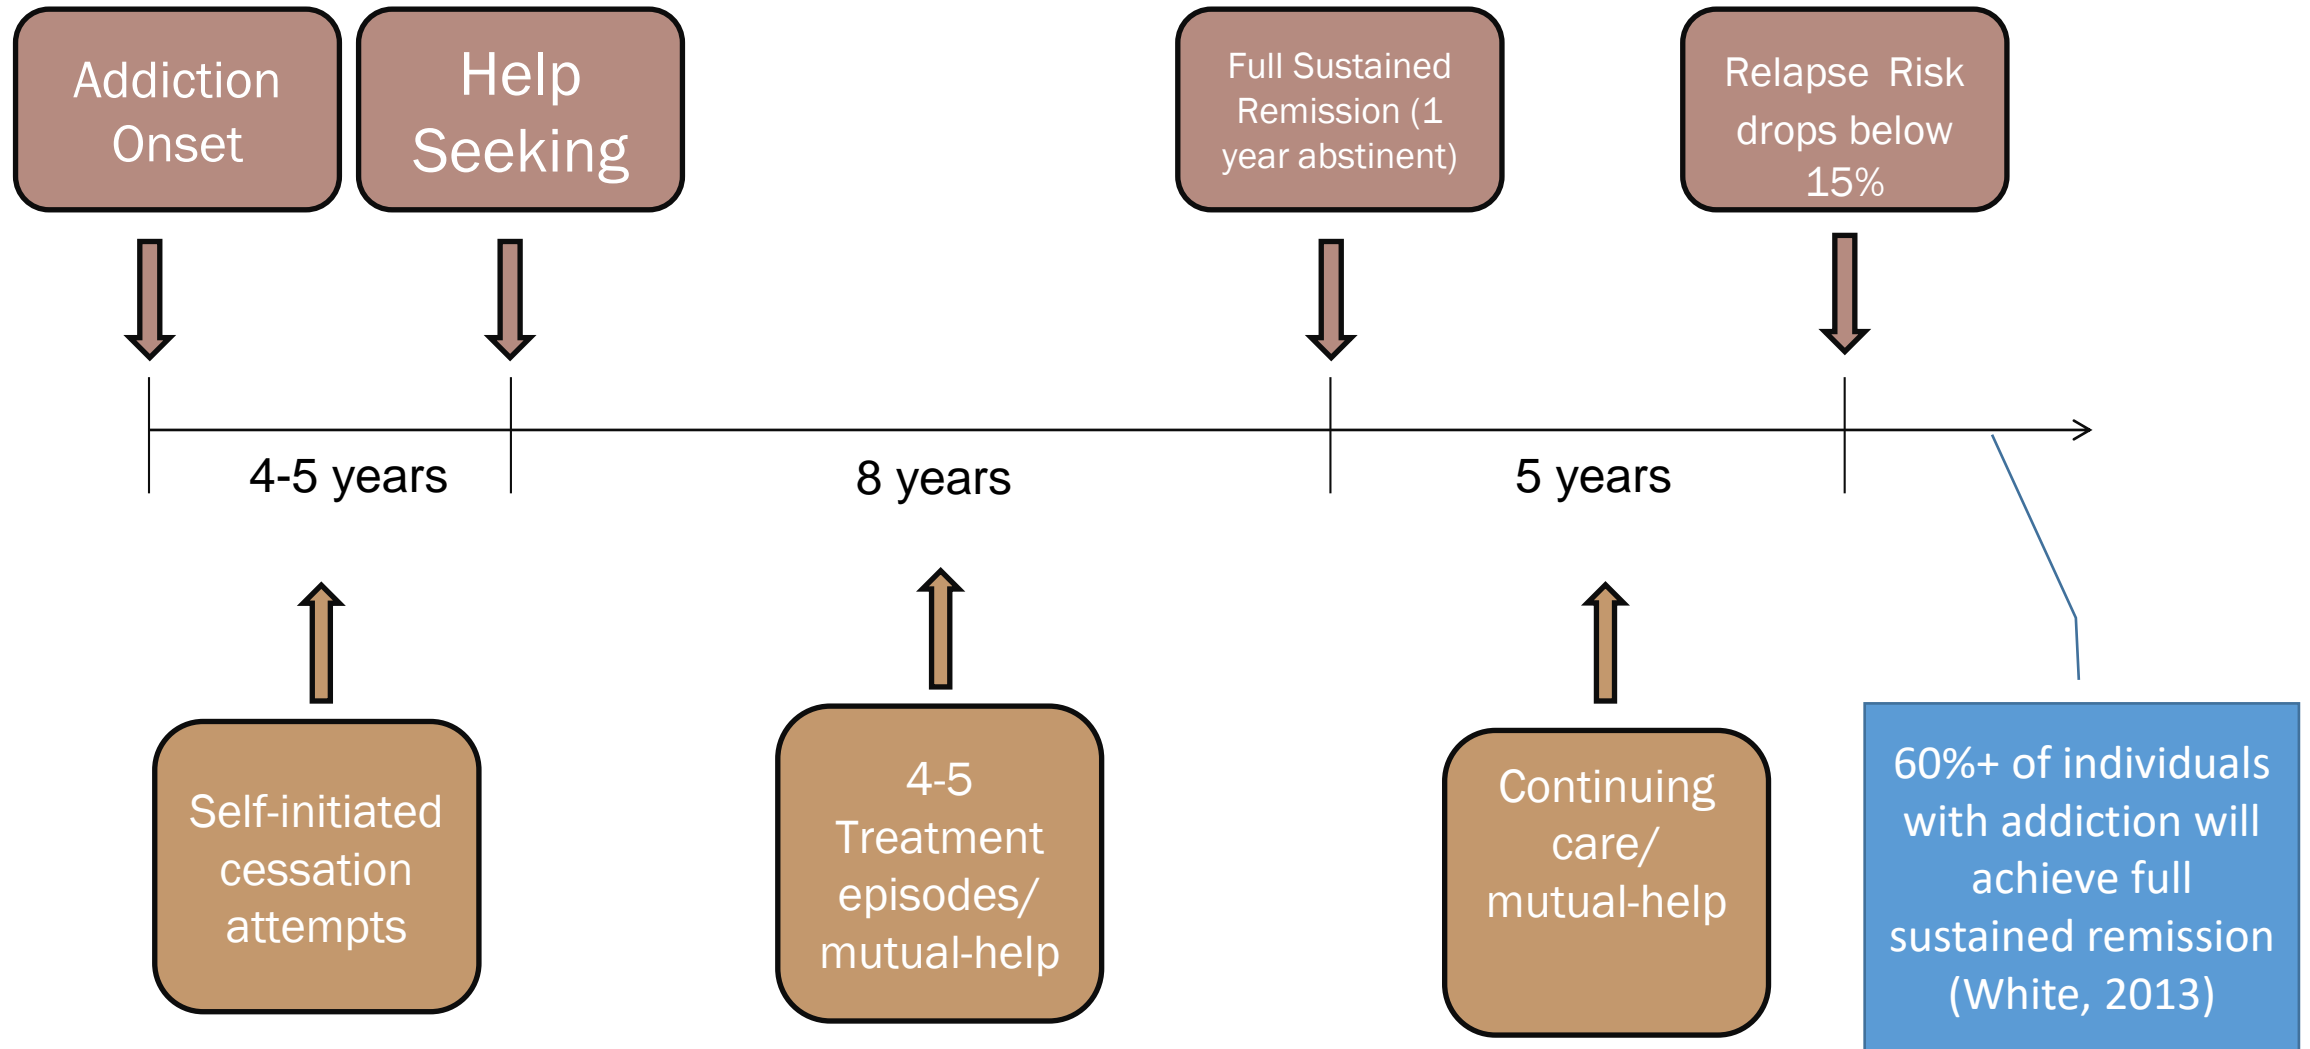 Addiction
Onset
Help
Seeking
Full Sustained
Remission (1
year abstinent)
Relapse Risk
drops below
15%
4-5 years
8 years
5 years
Self-initiated
cessation
attempts
4-5
Treatment
episodes/
mutual-help
Continuing
care/
mutual-help
60%+ of individuals
with addiction will
achieve full
sustained remission
(White, 2013)